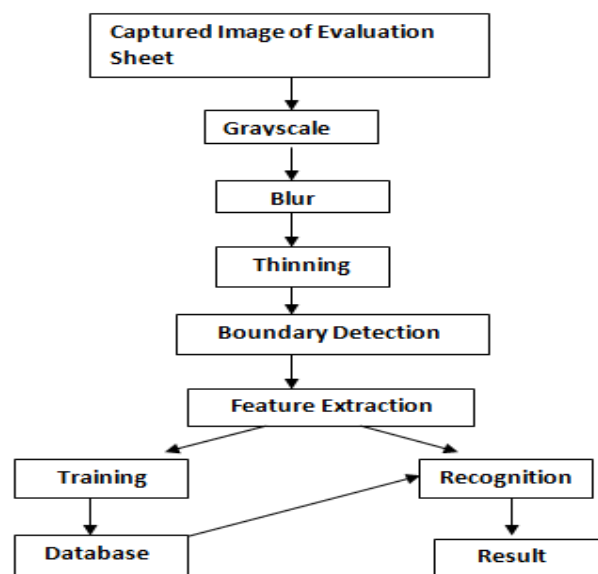 Captured Image of Evaluation
Sheet
Grayscale
Blur
Thinning
Boundary Detection
Feature Extraction
Training
Recognition
Database
Result